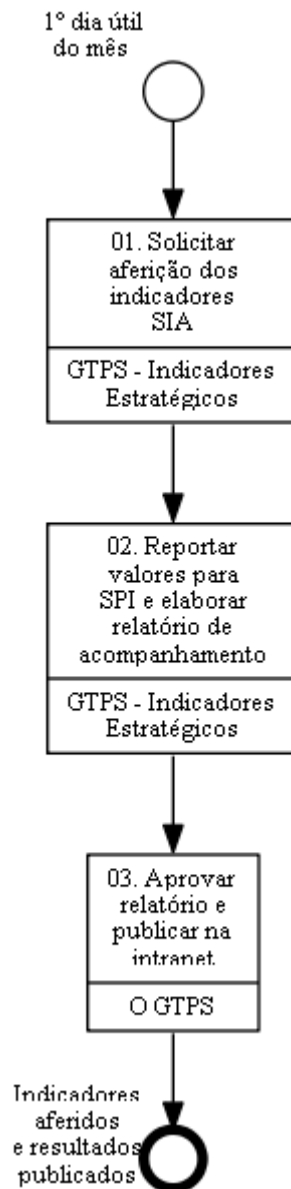 1º dia útil
do mês
01. Solicitar
aferição dos
indicadores
SIA
GTPS - Indicadores
Estratégicos
02. Reportar
valores para
SPI e elaborar
relatório de
acompanhamento
GTPS - Indicadores
Estratégicos
03. Aprovar
relatório e
publicar na
intranet
O GTPS
Indicadores
aferidos
e resultados
publicados